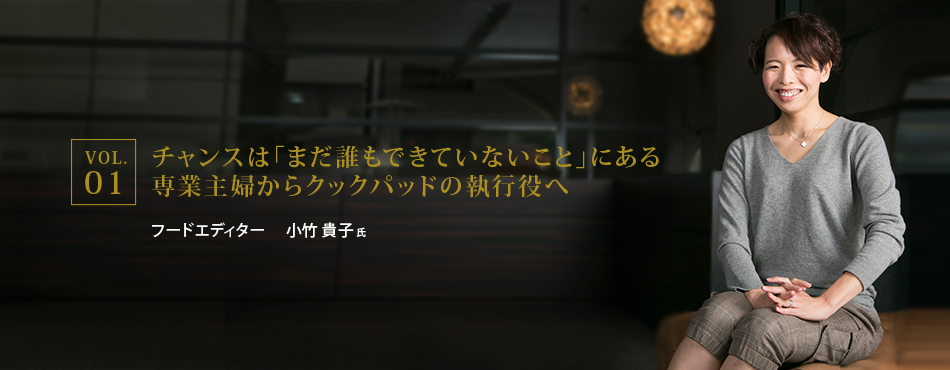 VOL.
01
チャンスは「まだ誰もできていないこと」にある
専業主婦からクックパッドの執行役へ
フードエディター 小竹 貴子 氏